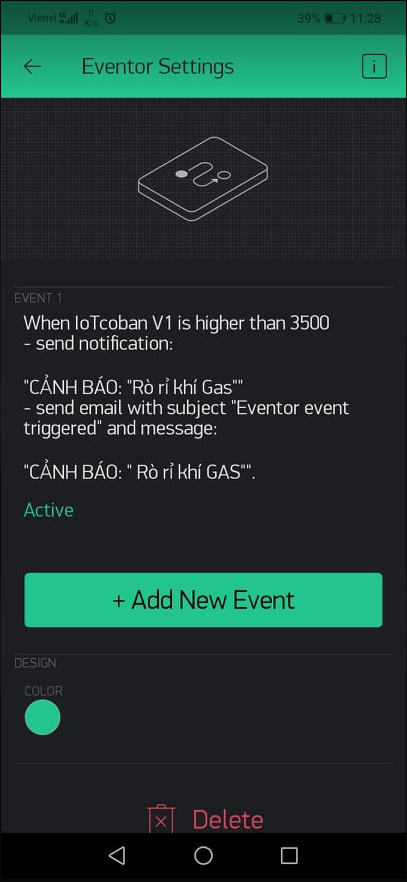 Viettel 4G 0 K/s 39% 11:28
Eventor Settings
i
EVENT 1
When IoTcoban V1 is higher than 3500
- send notification:
"CẢNH BÁO: "Rò rỉ khí Gas""
- send email with subject "Eventor event
triggered" and message:
"CẢNH BÁO: " Rò rỉ khí GAS"".
Active
+ Add New Event
DESIGN
COLOR
Delete